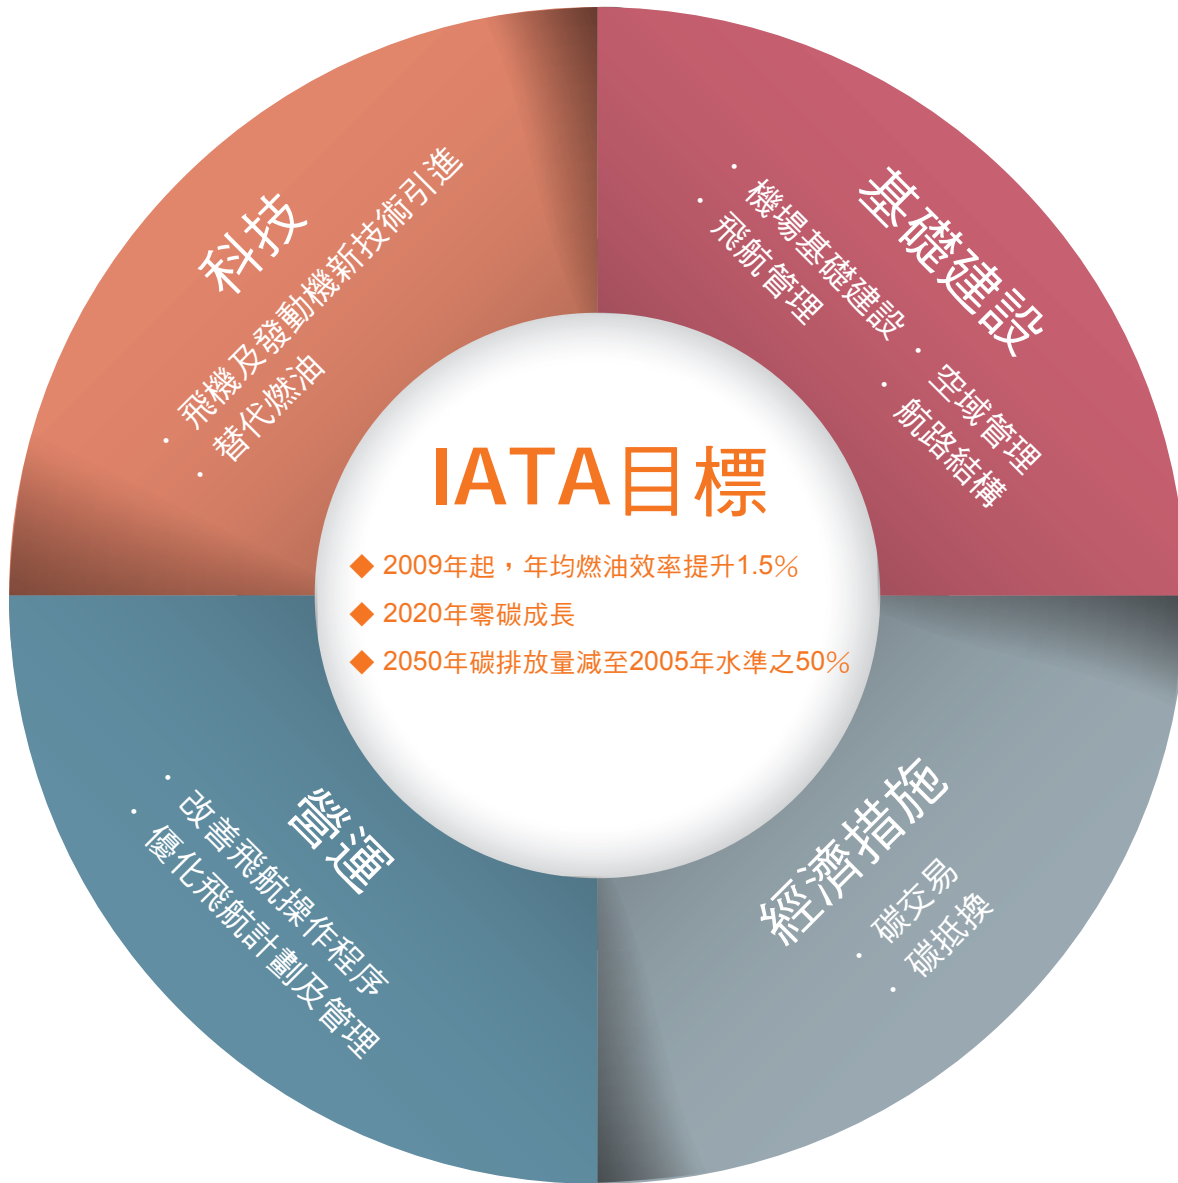 科技
· 飛機及發動機新技術引進
· 替代燃油
基礎建設
· 機場基礎建設 · 空域管理
· 飛航管理 · 航路結構
IATA目標
◆ 2009年起，年均燃油效率提升1.5%
◆ 2020年零碳成長
◆ 2050年碳排放量減至2005年水準之50%
營運
· 改善飛航操作程序
· 優化飛航計劃及管理
經濟措施
· 碳交易
· 碳抵換